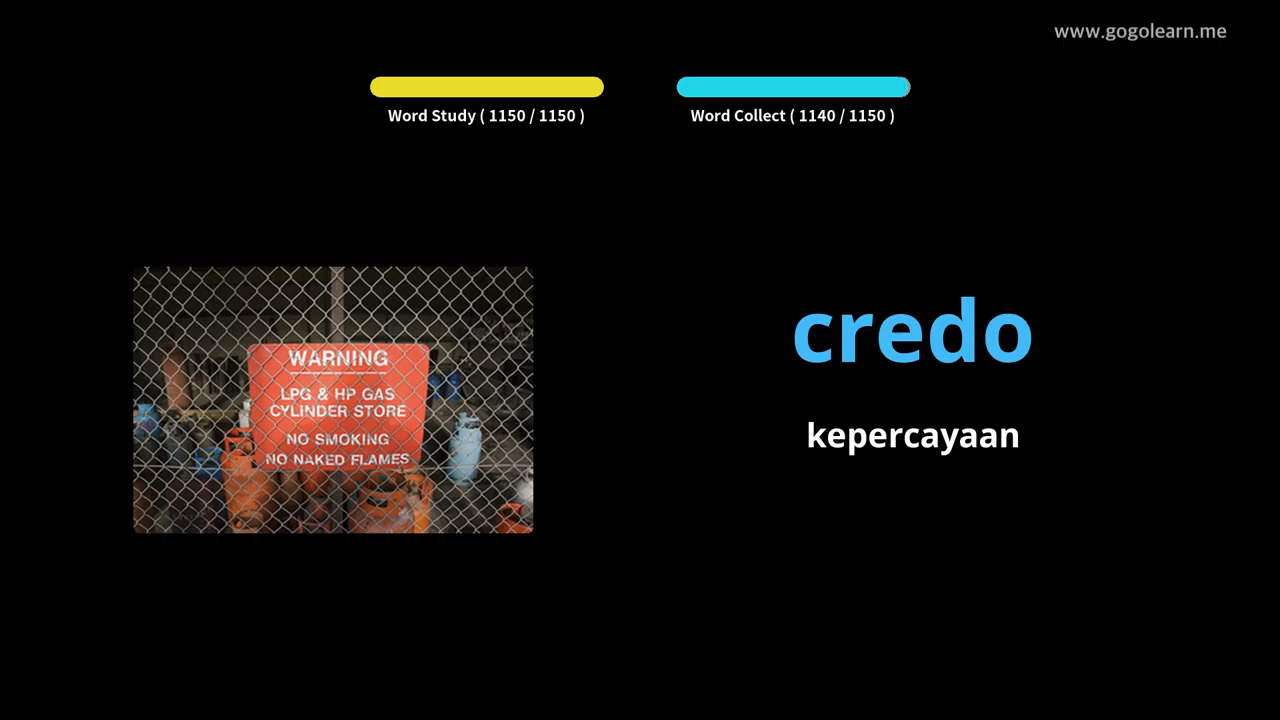 www.gogolearn.me
Word Study ( 1150 / 1150 )
Word Collect ( 1140 / 1150 )
WARNING
LPG & HP GAS
CYLINDER STORE
NO SMOKING
NO NAKED FLAMES
credo
kepercayaan